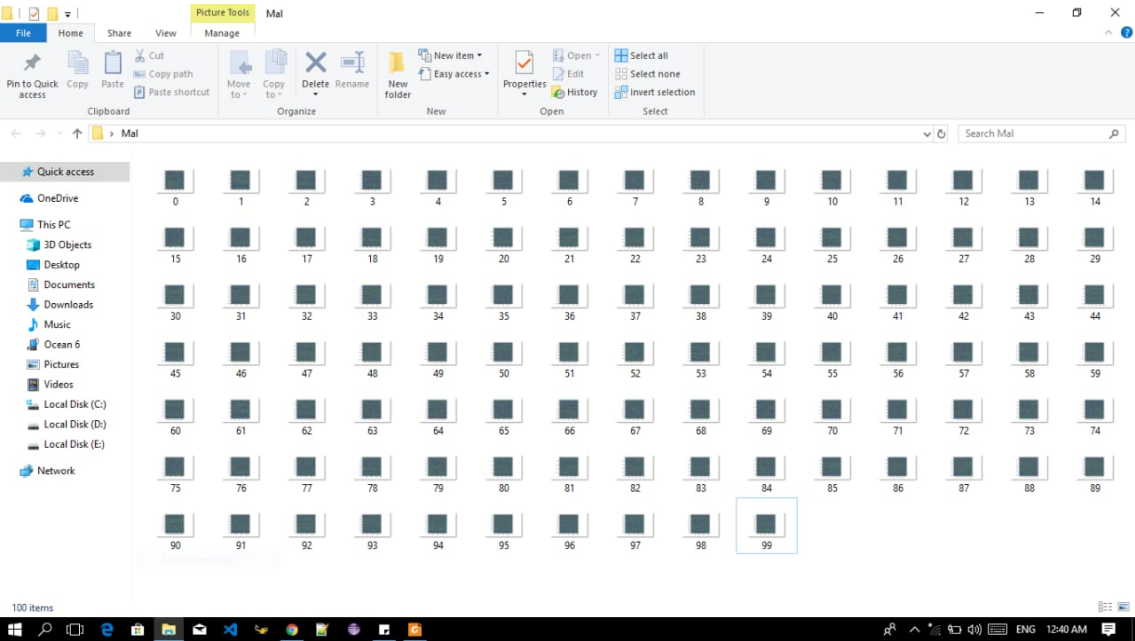 Picture Tools Mal
File Home Share View Manage
Pin to Quick access
Copy
Paste
Cut
Copy path
Paste shortcut
Clipboard
Move to
Copy to
Delete
Rename
Organize
New folder
New item
Easy access
New
Properties
Open
Edit
History
Open
Select all
Select none
Invert selection
Select
Mal
Search Mal
Quick access
OneDrive
This PC
3D Objects
Desktop
Documents
Downloads
Music
Ocean 6
Pictures
Videos
Local Disk (C:)
Local Disk (D:)
Local Disk (E:)
Network
0 1 2 3 4 5 6 7 8 9 10 11 12 13 14
15 16 17 18 19 20 21 22 23 24 25 26 27 28 29
30 31 32 33 34 35 36 37 38 39 40 41 42 43 44
45 46 47 48 49 50 51 52 53 54 55 56 57 58 59
60 61 62 63 64 65 66 67 68 69 70 71 72 73 74
75 76 77 78 79 80 81 82 83 84 85 86 87 88 89
90 91 92 93 94 95 96 97 98 99
100 items
ENG 12:40 AM